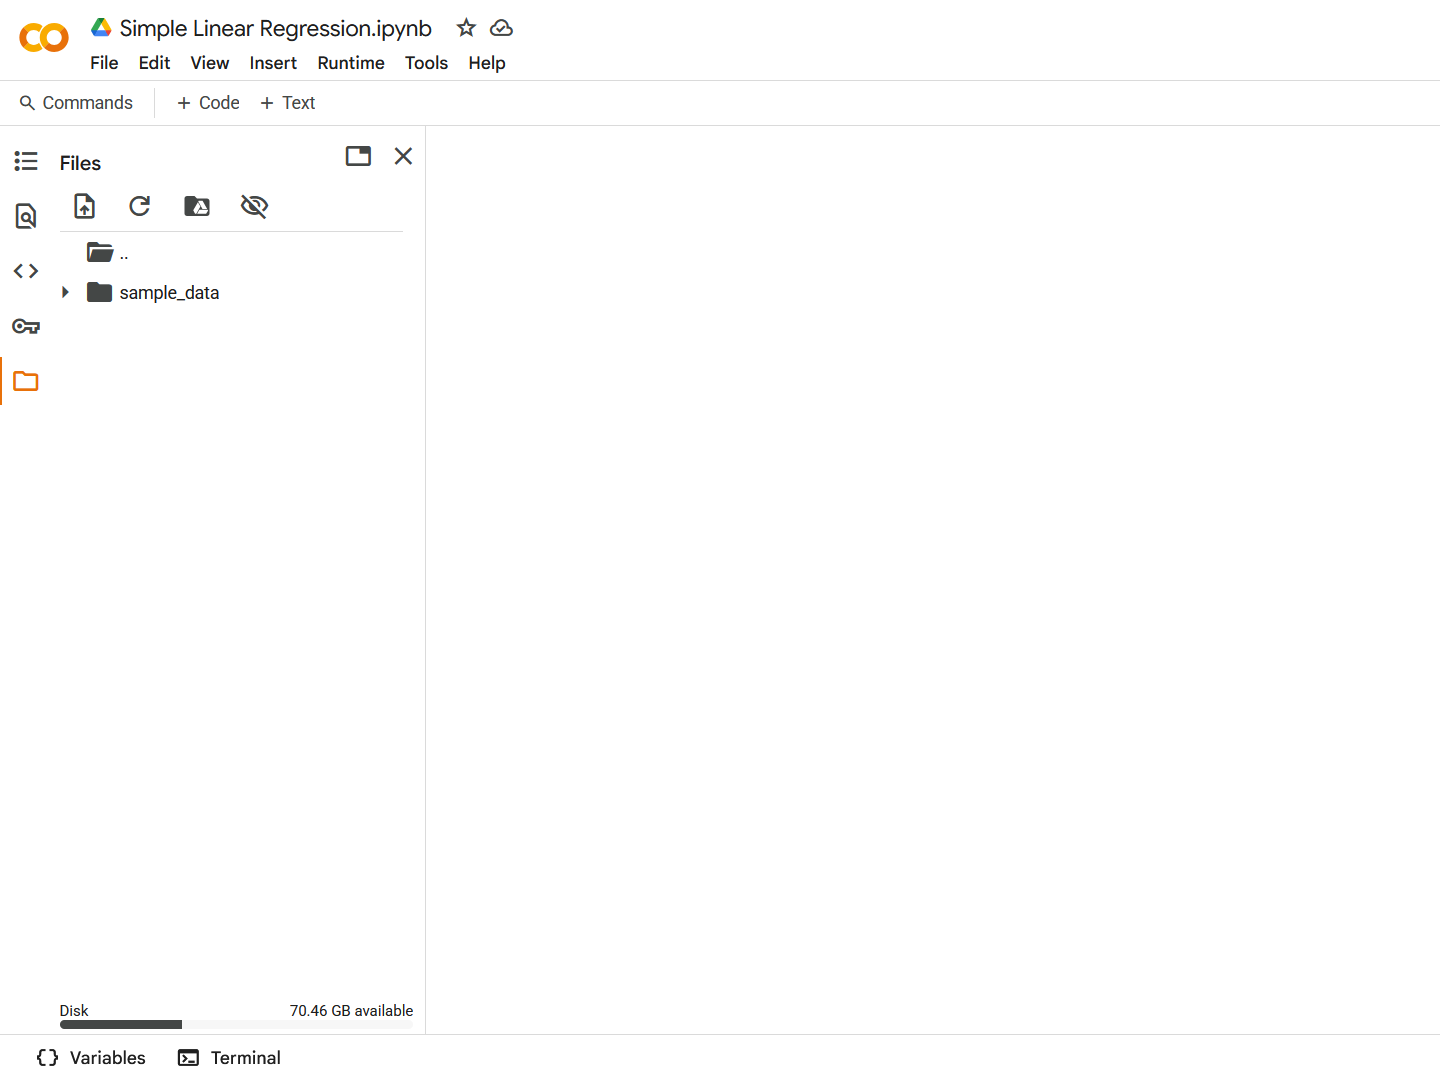 Simple Linear Regression.ipynb
File Edit View Insert Runtime Tools Help
Commands + Code + Text
Files
..
sample_data
Disk 70.46 GB available
Variables Terminal